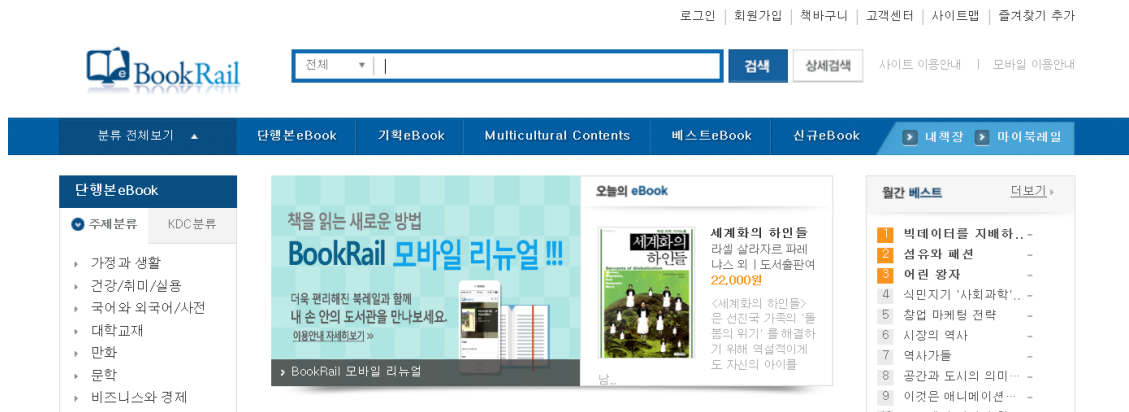 로그인 | 회원가입 | 책바구니 | 고객센터 | 사이트맵 | 즐겨찾기 추가
BookRail
전체
검색
상세검색
사이트 이용안내 | 모바일 이용안내
분류 전체보기
단행본eBook
기획eBook
Multicultural Contents
베스트eBook
신규eBook
내책장
마이북레일
단행본eBook
주제분류
KDC분류
가정과 생활
건강/취미/실용
국어와 외국어/사전
대학교재
만화
문학
비즈니스와 경제
책을 읽는 새로운 방법
BookRail 모바일 리뉴얼 !!!
더욱 편리해진 북레일과 함께
내 손 안의 도서관을 만나보세요.
이용안내 자세히보기 »
BookRail 모바일 리뉴얼
오늘의 eBook
세계화의
하인들
Servants of Globalization
세계화의 하인들
라셀 살라자르 파레
냐스 외 | 도서출판여
22,000원
<세계화의 하인들>
은 선진국 가족의 '돌
봄의 위기' 를 해결하
기 위해 역설적이게
도 자신의 아이를
남...
월간 베스트
더보기
1 빅데이터를 지배하.. -
2 섬유와 패션 -
3 어린 왕자 -
4 식민지기 '사회과학'.. -
5 창업 마케팅 전략 -
6 시장의 역사 -
7 역사가들 -
8 공간과 도시의 의미… -
9 이것은 애니메이션… -